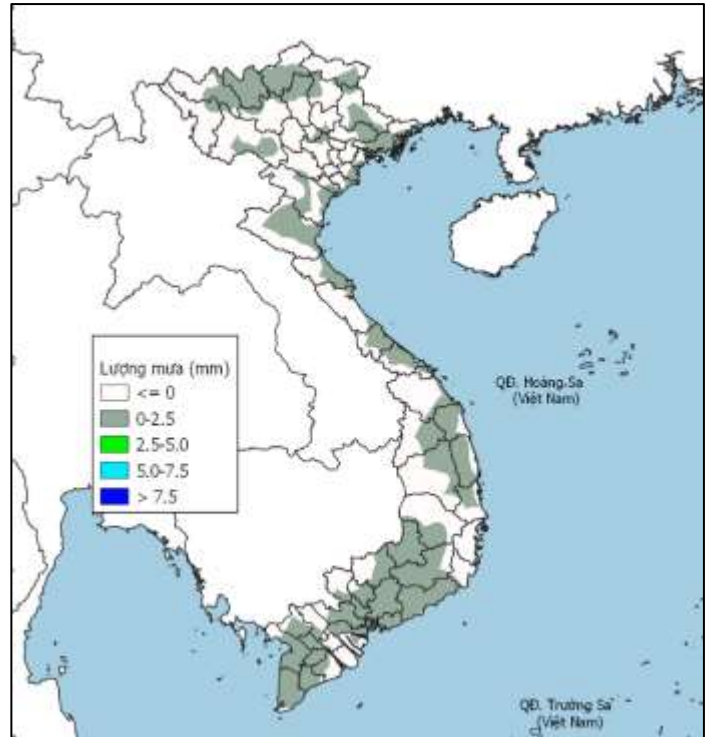 Lượng mưa (mm)
<= 0
0-2.5
2.5-5.0
5.0-7.5
> 7.5
QĐ. Hoàng Sa
(Việt Nam)
QĐ. Trường Sa
(Việt Nam)